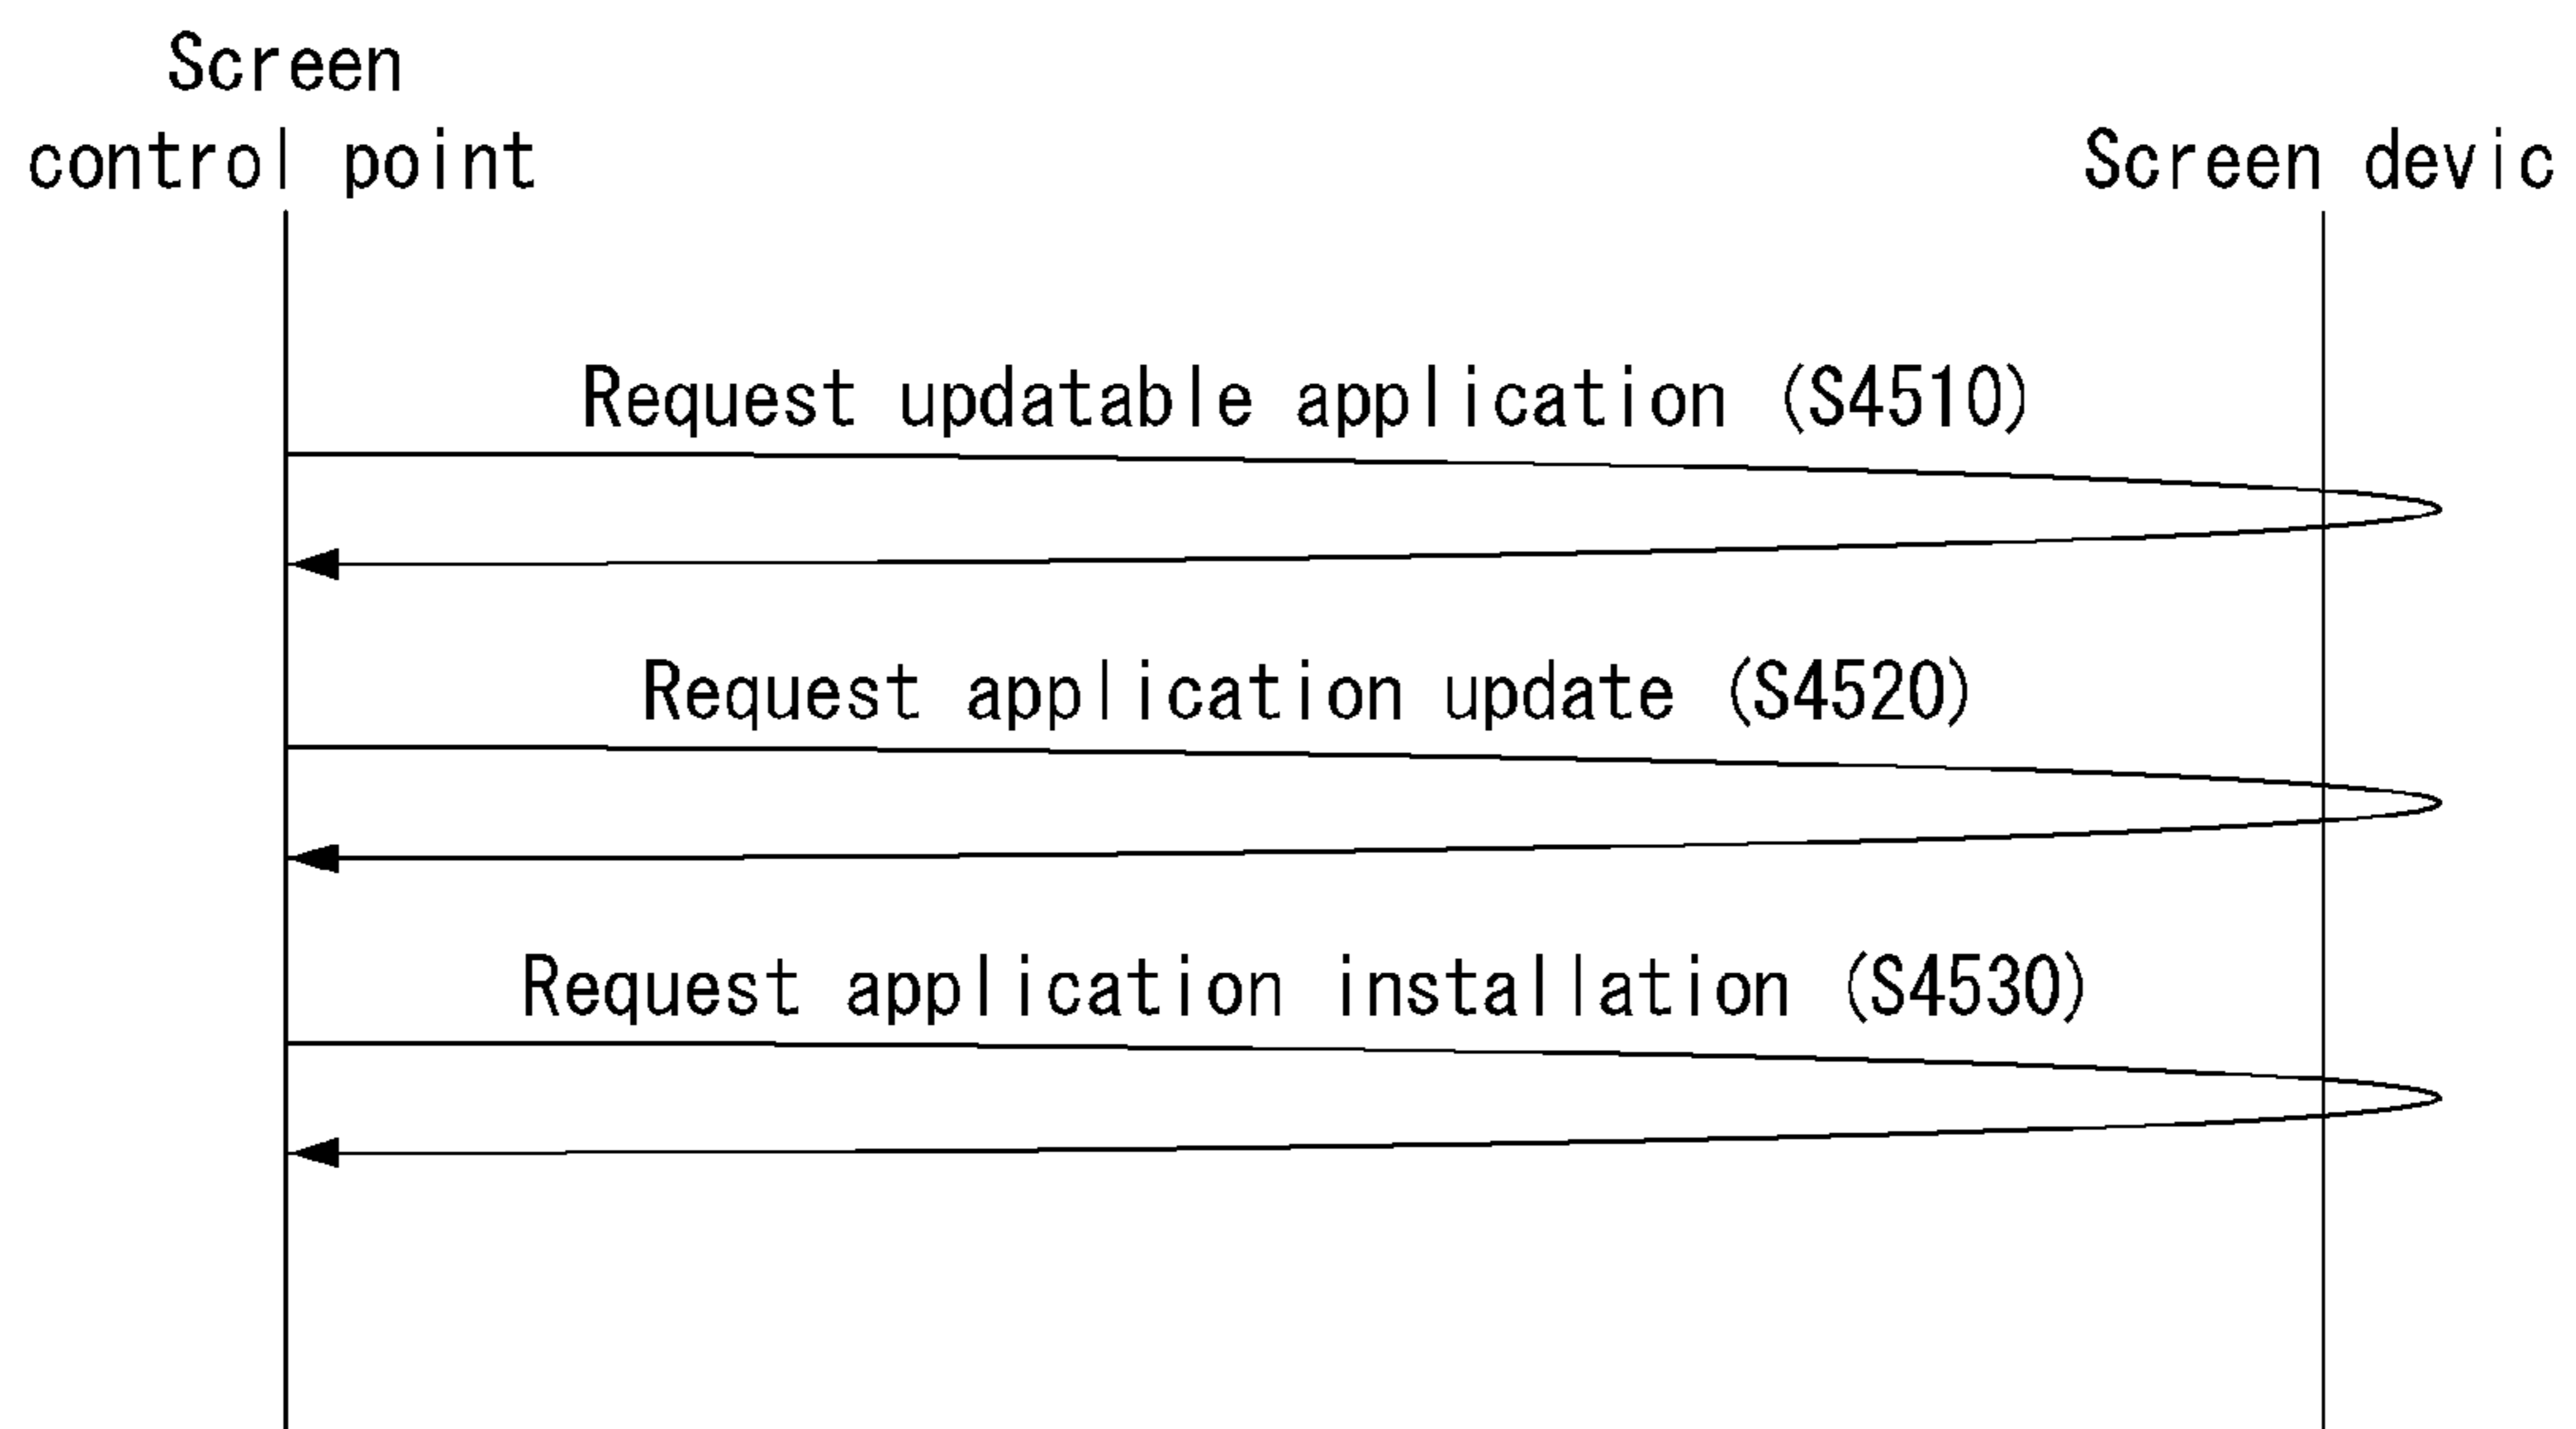 Screen
control point
Screen devic
Request updatable application (S4510)
Request application update (S4520)
Request application installation (S4530)